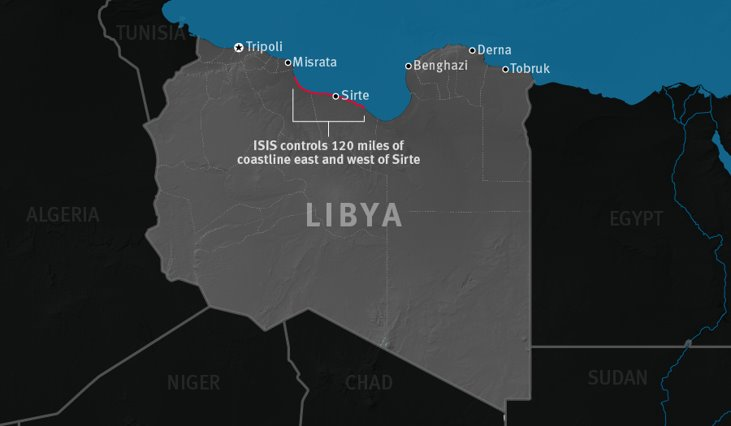 TUNISIA
Tripoli
Misrata
Benghazi
Derna
Tobruk
Sirte
ISIS controls 120 miles of
coastline east and west of Sirte
ALGERIA
LIBYA
EGYPT
NIGER
CHAD
SUDAN